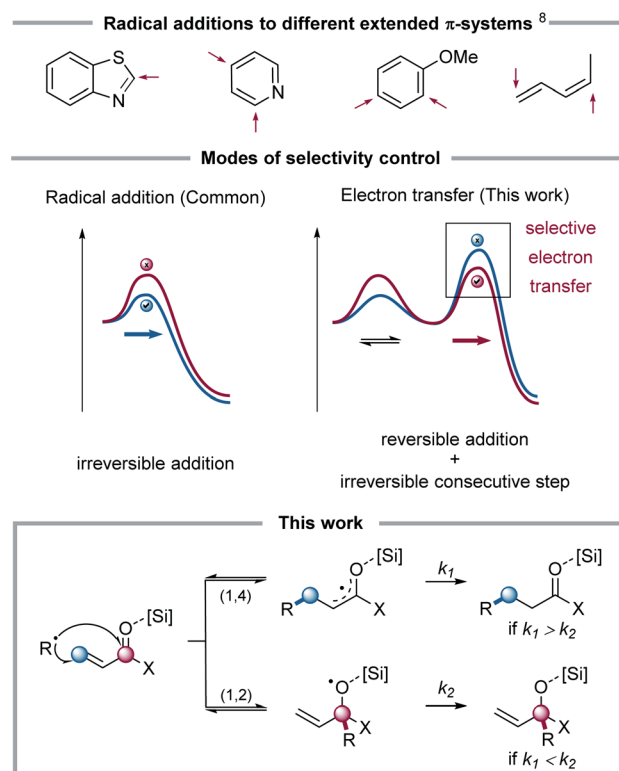 Radical additions to different extended π-systems 8
S
N
N
OMe
Modes of selectivity control
Radical addition (Common)
Electron transfer (This work)
selective
electron
transfer
x
✓
x
✓
irreversible addition
reversible addition
+
irreversible consecutive step
This work
R
O
[Si]
X
(1,4)
R
O
[Si]
X
k1
R
O
[Si]
X
if k1 > k2
(1,2)
O
[Si]
X
R
k2
O
[Si]
X
R
if k1 < k2